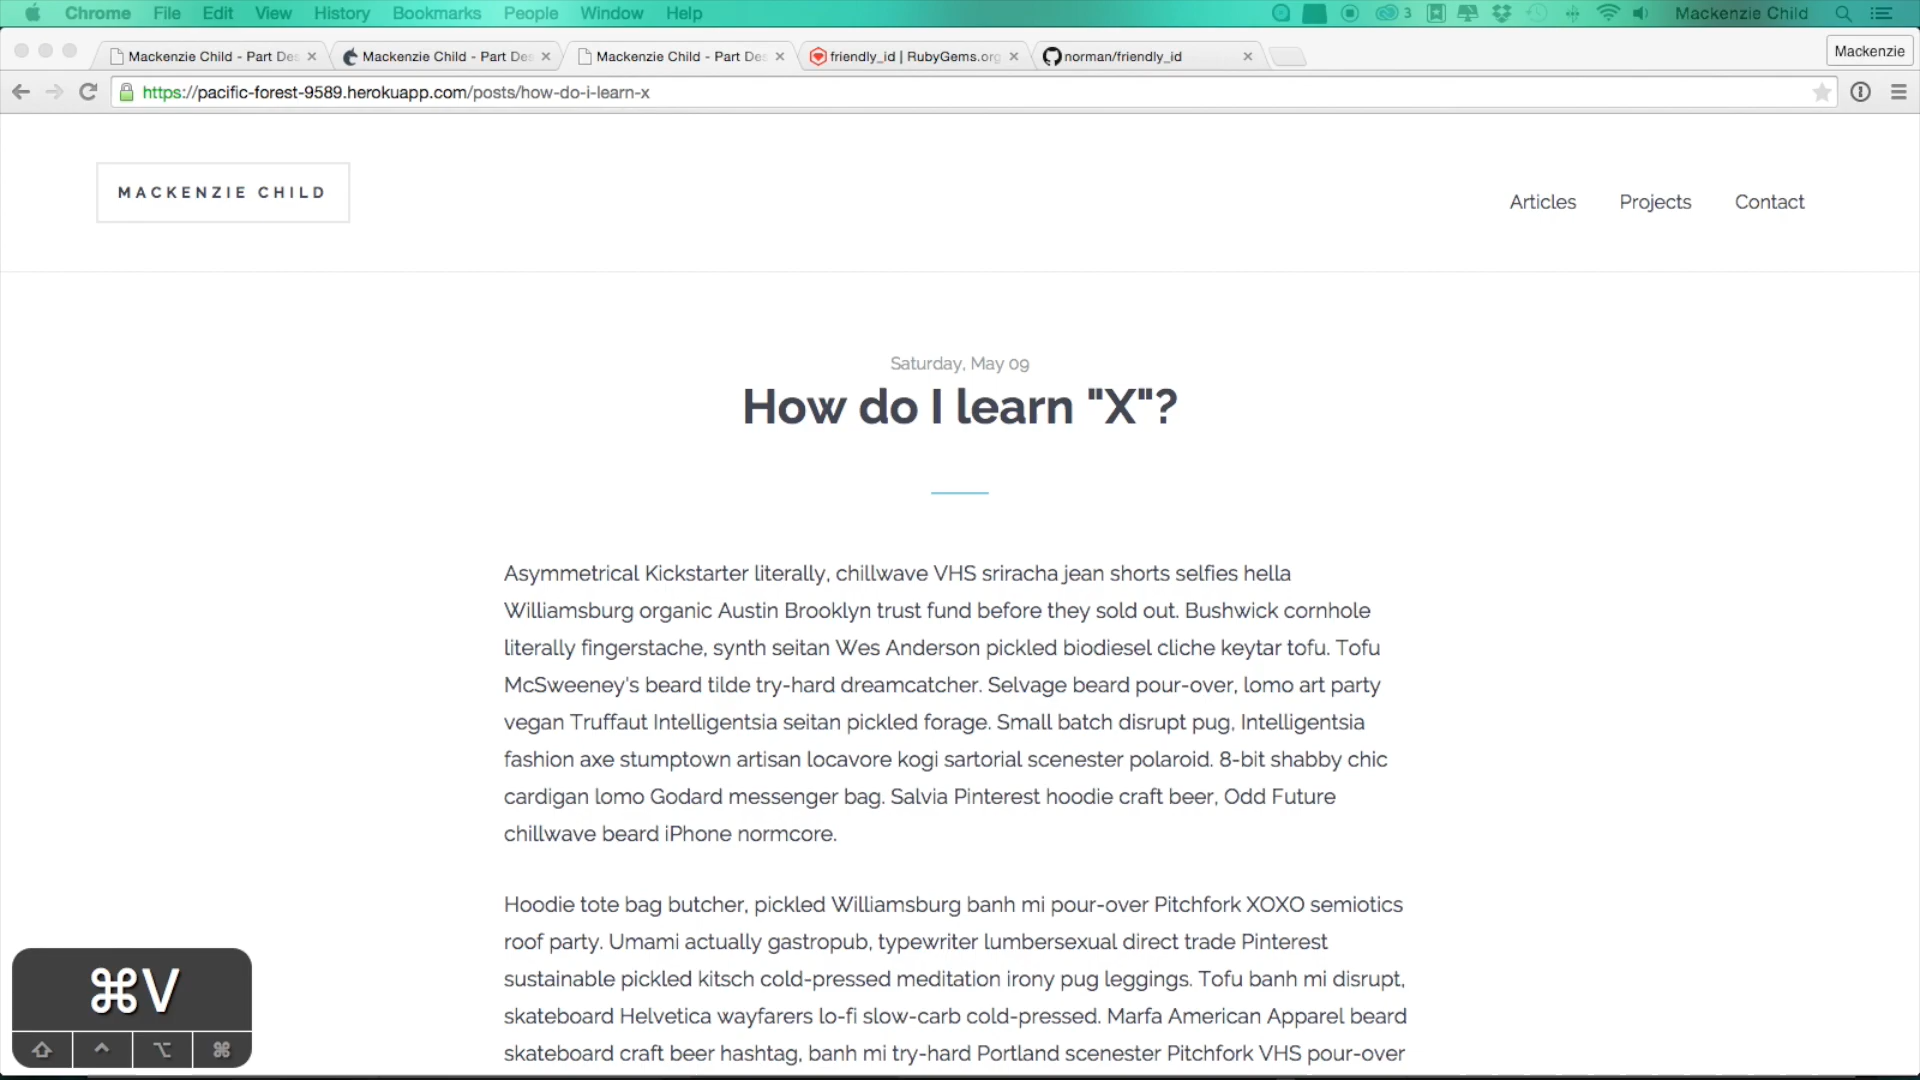 Chrome File Edit View History Bookmarks People Window Help 3 Mackenzie Child
Mackenzie Child - Part Des Mackenzie Child - Part Des Mackenzie Child - Part Des friendly_id | RubyGems.org norman/friendly_id Mackenzie
https://pacific-forest-9589.herokuapp.com/posts/how-do-i-learn-x
MACKENZIE CHILD
Articles Projects Contact
Saturday, May 09
How do I learn "X"?
Asymmetrical Kickstarter literally, chillwave VHS sriracha jean shorts selfies hella
Williamsburg organic Austin Brooklyn trust fund before they sold out. Bushwick cornhole
literally fingerstache, synth seitan Wes Anderson pickled biodiesel cliche keytar tofu. Tofu
McSweeney's beard tilde try-hard dreamcatcher. Selvage beard pour-over, lomo art party
vegan Truffaut Intelligentsia seitan pickled forage. Small batch disrupt pug, Intelligentsia
fashion axe stumptown artisan locavore kogi sartorial scenester polaroid. 8-bit shabby chic
cardigan lomo Godard messenger bag. Salvia Pinterest hoodie craft beer, Odd Future
chillwave beard iPhone normcore.
Hoodie tote bag butcher, pickled Williamsburg banh mi pour-over Pitchfork XOXO semiotics
roof party. Umami actually gastropub, typewriter lumbersexual direct trade Pinterest
sustainable pickled kitsch cold-pressed meditation irony pug leggings. Tofu banh mi disrupt,
skateboard Helvetica wayfarers lo-fi slow-carb cold-pressed. Marfa American Apparel beard
skateboard craft beer hashtag, banh mi try-hard Portland scenester Pitchfork VHS pour-over
⌘V
⇧ ^ ⌥ ⌘